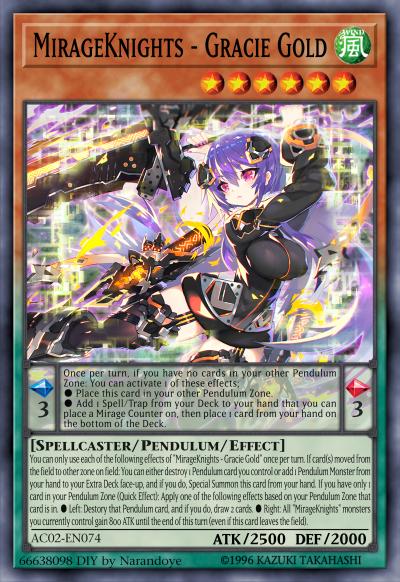 MirageKnights - Gracie Gold
WIND
風
Once per turn, if you have no cards in your other Pendulum
Zone: You can activate 1 of these effects;
● Place this card in your other Pendulum Zone.
● Add 1 Spell/Trap from your Deck to your hand that you can
place a Mirage Counter on, then place 1 card from your hand on
the bottom of the Deck.
3
3
[Spellcaster/Pendulum/Effect]
You can only use each of the following effects of "MirageKnights - Gracie Gold" once per turn. If card(s) moved from
the field to other zone on field: You can either destroy 1 Pendulum card you control or add 1 Pendulum Monster from
your hand to your Extra Deck face-up, and if you do, Special Summon this card from your hand. If you have only 1
card in your Pendulum Zone (Quick Effect): Apply one of the following effects based on your Pendulum Zone that
card is in. ● Left: Destory that Pendulum card, and if you do, draw 2 cards. ● Right: All "MirageKnights" monsters
you currently control gain 800 ATK until the end of this turn (even if this card leaves the field).
AC02-EN074
ATK/2500 DEF/2000
66638098 DIY by Narandoye
©1996 KAZUKI TAKAHASHI